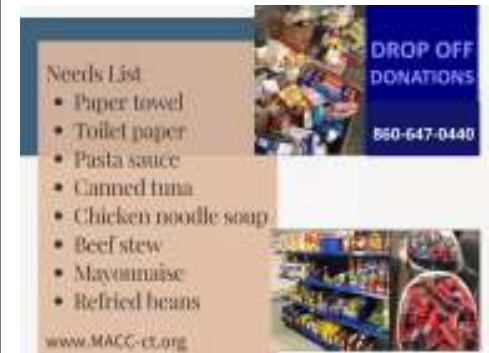 Needs List
• Paper towel
• Toilet paper
• Pasta sauce
• Canned tuna
• Chicken noodle soup
• Beef stew
• Mayonnaise
• Refried beans
www.MACC-ct.org
DROP OFF
DONATIONS
860-647-0440